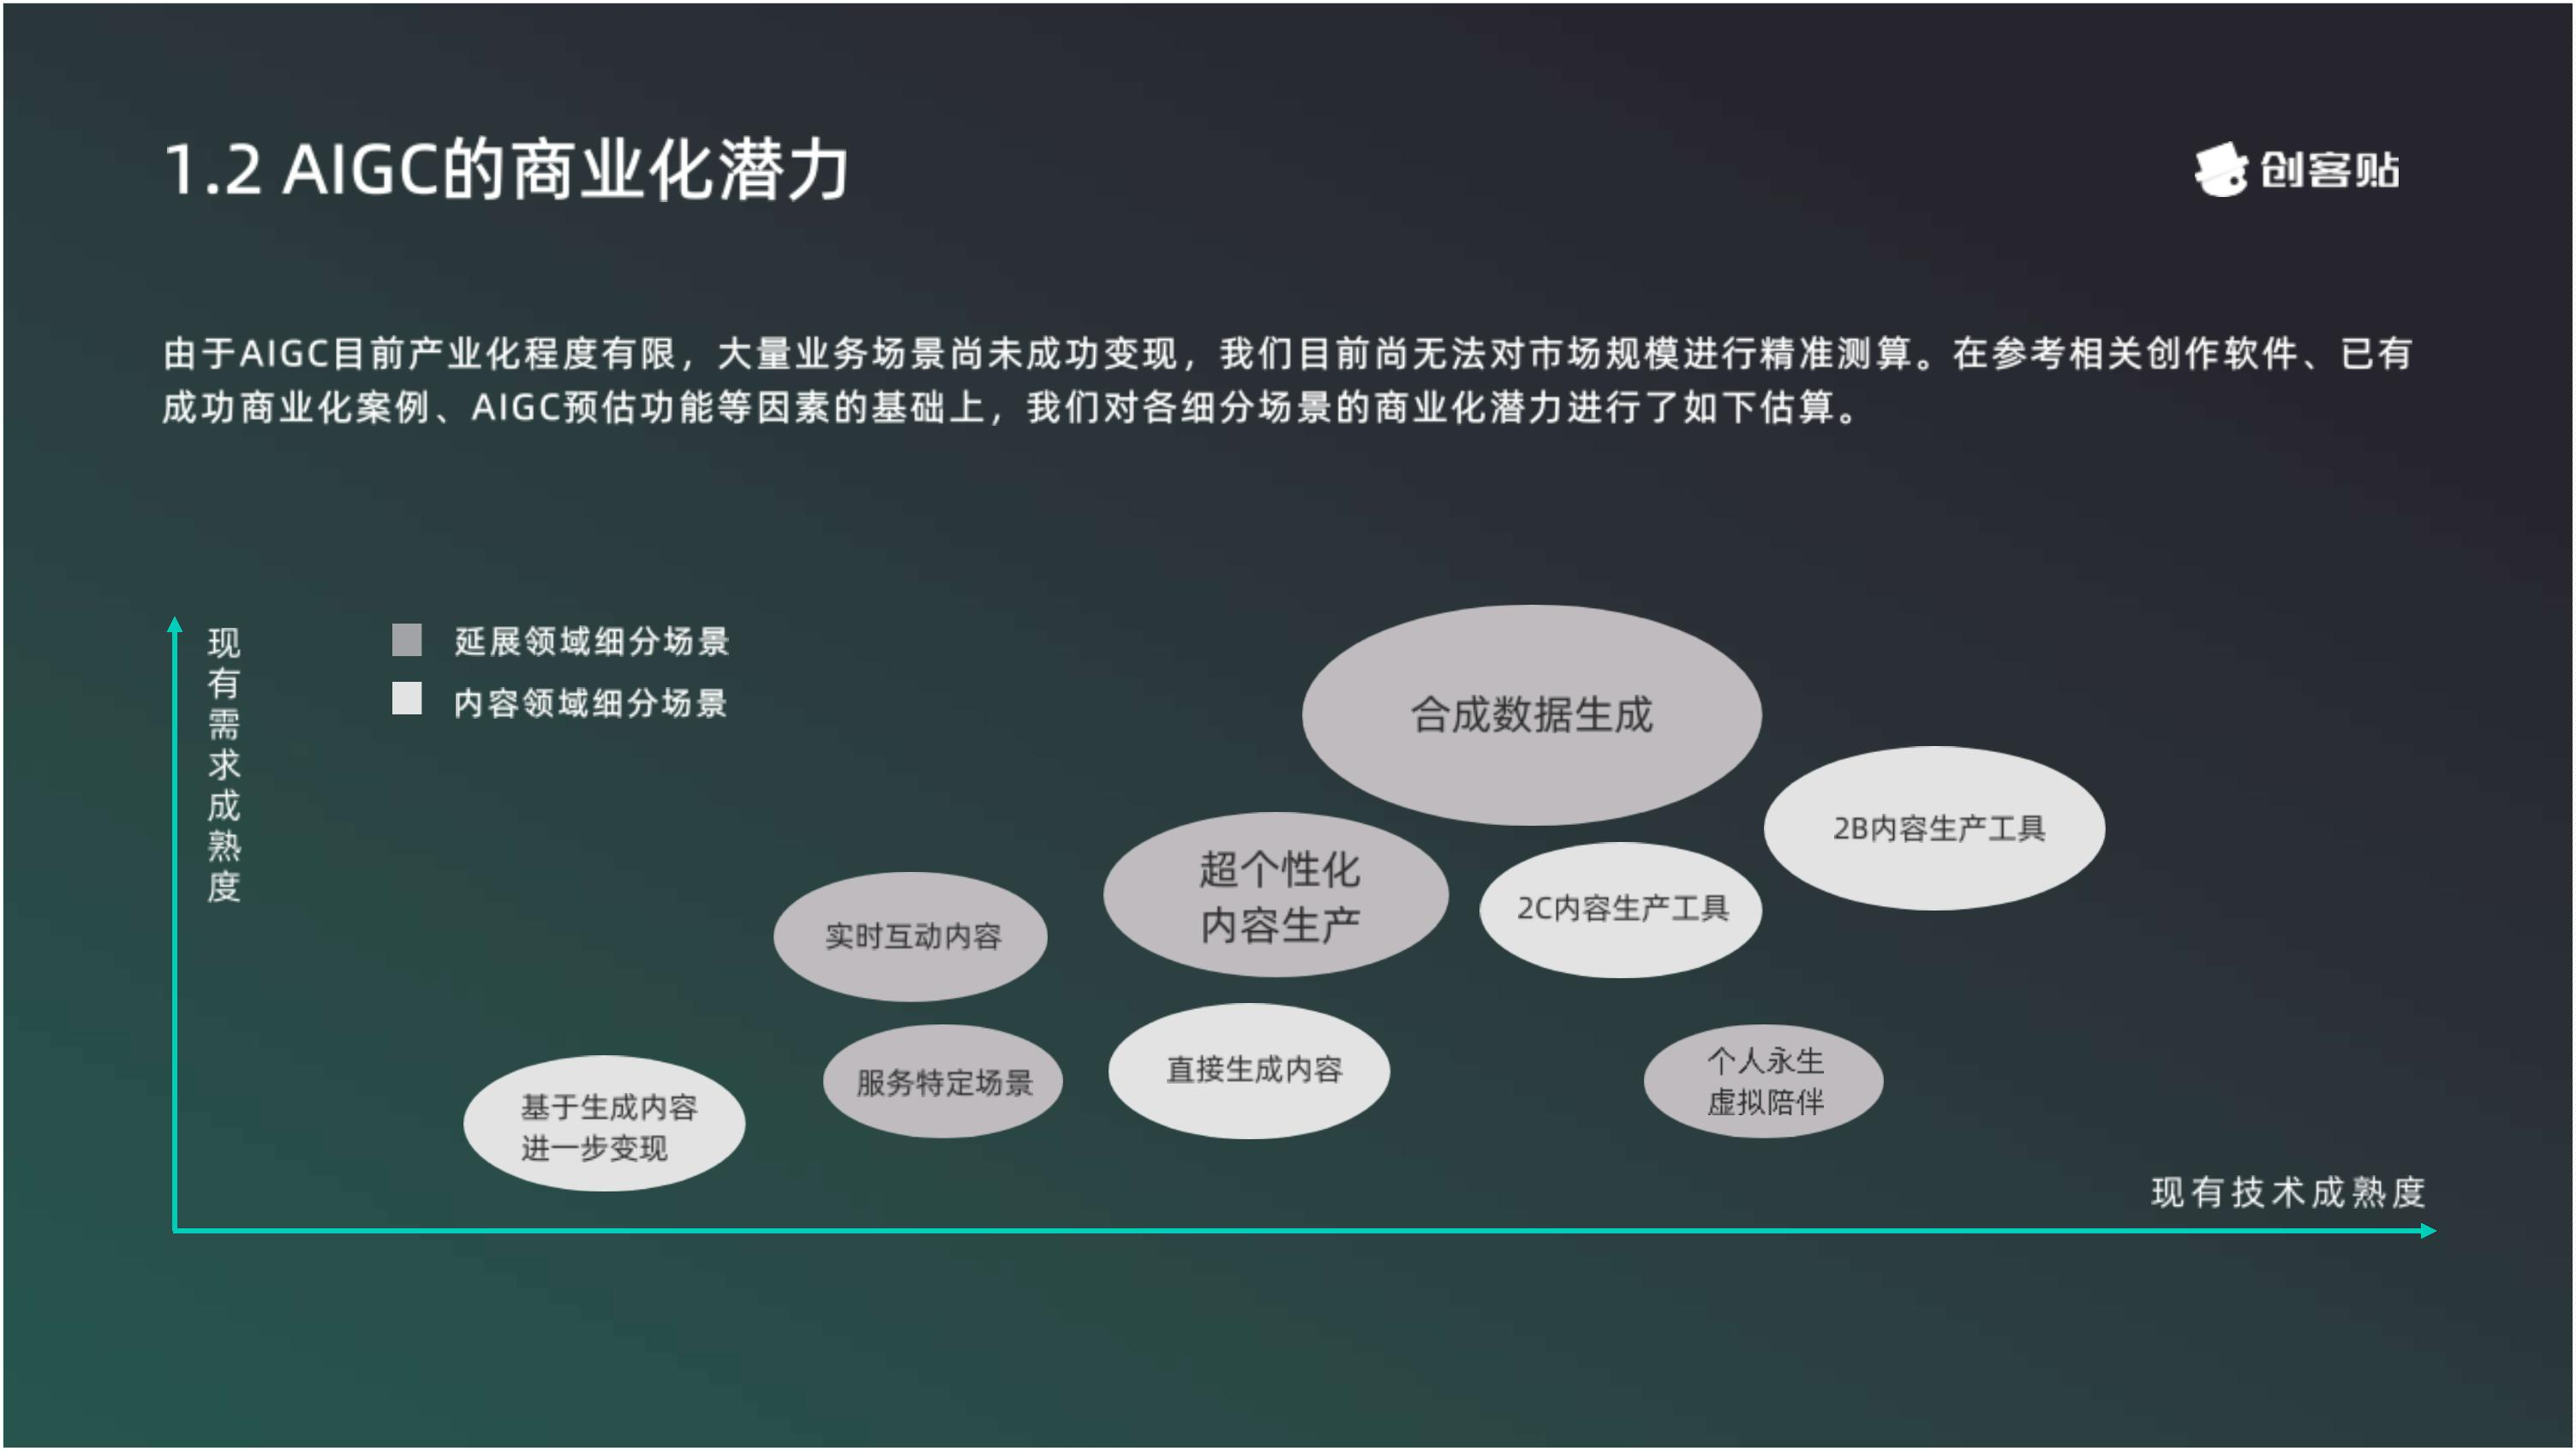 1.2 AIGC的商业化潜力
创客贴
由于AIGC目前产业化程度有限，大量业务场景尚未成功变现，我们目前尚无法对市场规模进行精准测算。在参考相关创作软件、已有
成功商业化案例、AIGC预估功能等因素的基础上，我们对各细分场景的商业化潜力进行了如下估算。
现有需求成熟度
延展领域细分场景
内容领域细分场景
合成数据生成
2B内容生产工具
超个性化
内容生产
2C内容生产工具
实时互动内容
直接生成内容
服务特定场景
个人永生
虚拟陪伴
基于生成内容
进一步变现
现有技术成熟度